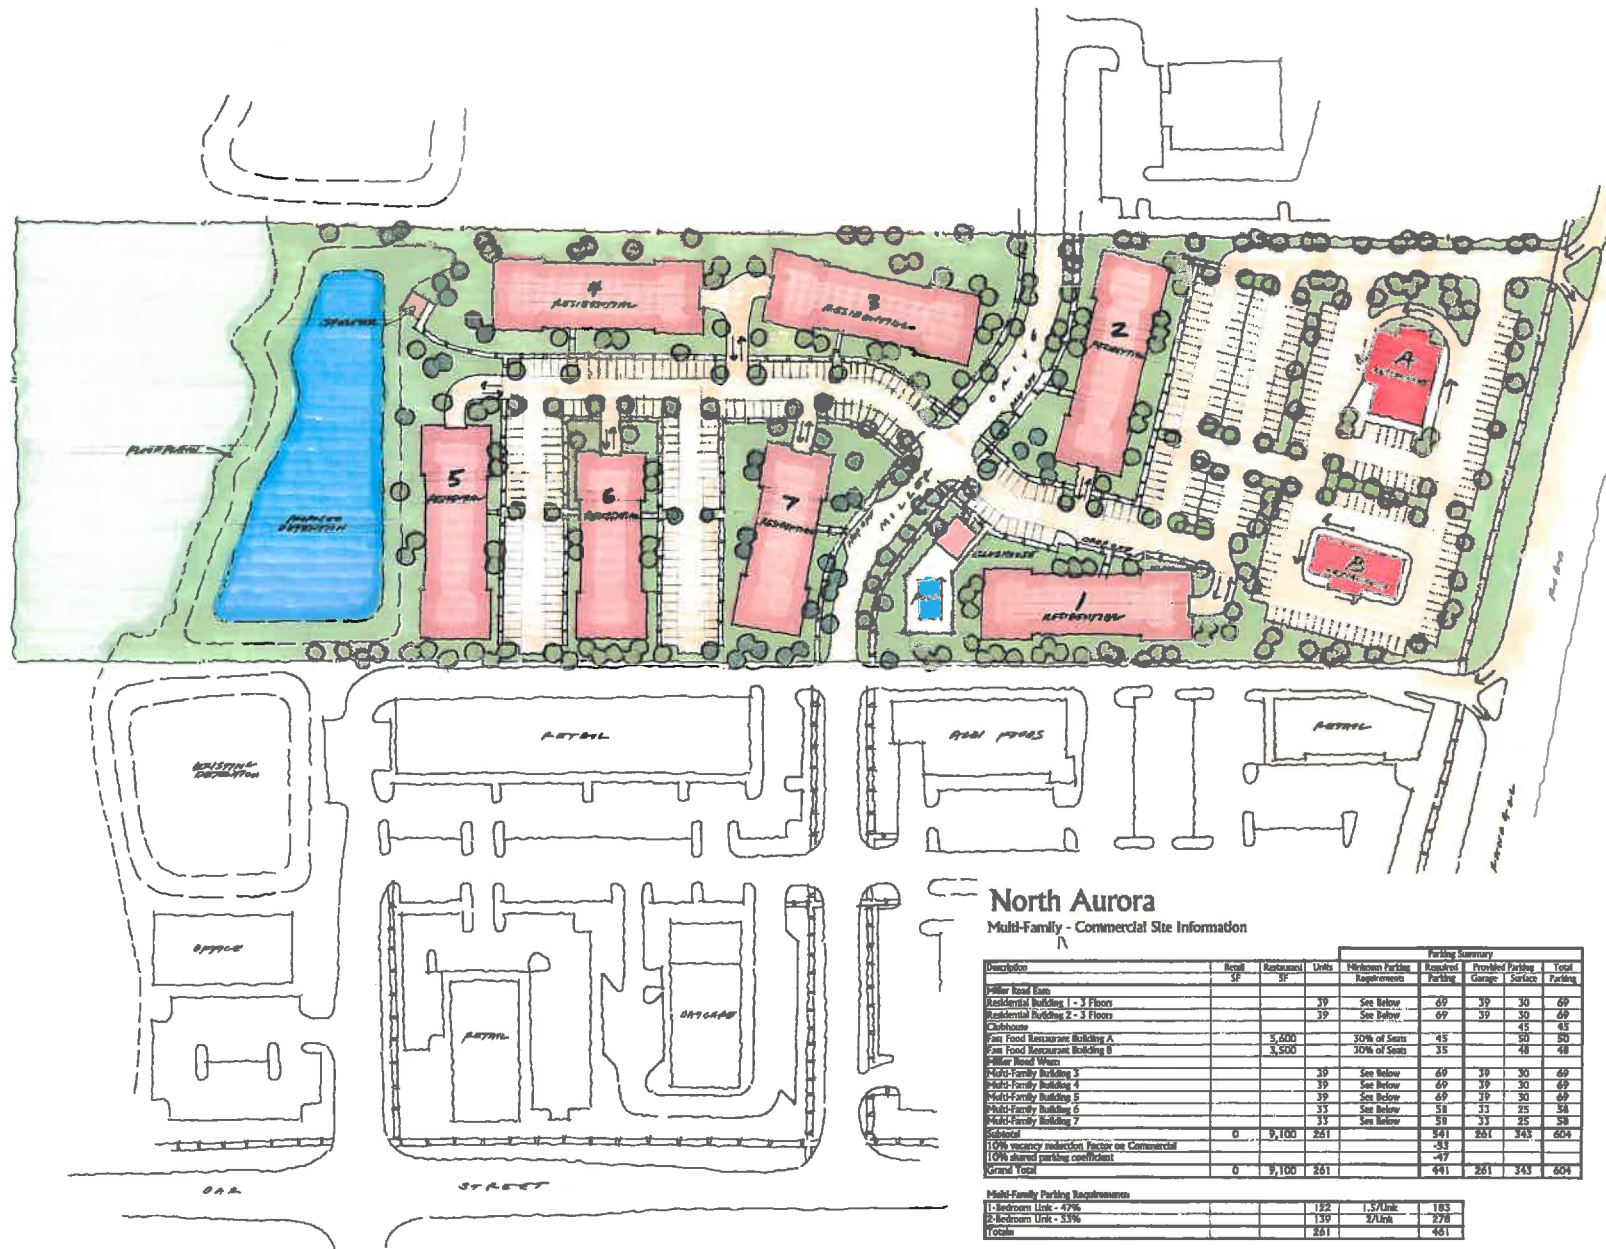 4
RESIDENTIAL
3
RESIDENTIAL
2
RESIDENTIAL
DRIVE
A
SHELTER
FLOODPLAIN
5
RESIDENTIAL
6
RESIDENTIAL
7
RESIDENTIAL
MILLER
CLUBHOUSE
DETENTION
B
1
RESIDENTIAL
POOL
ROAD
RETAIL
ALDI FOODS
RETAIL
EXISTING
DETENTION
RANDALL
OFFICE
RETAIL
DAYCARE
OAK STREET
North Aurora
Multi-Family - Commercial Site Information
Parking Summary
Description Retail SF Restaurant SF Units Minimum Parking Requirements Required Parking Provided Parking Garage Surface Total Parking
Miller Road East:
Residential Building 1 - 3 Floors 39 See Below 69 39 30 69
Residential Building 2 - 3 Floors 39 See Below 69 39 30 69
Clubhouse 45 45
Fast Food Restaurant Building A 5,600 30% of Seats 45 50 50
Fast Food Restaurant Building B 3,500 30% of Seats 35 48 48
Miller Road West:
Multi-Family Building 3 39 See Below 69 39 30 69
Multi-Family Building 4 39 See Below 69 39 30 69
Multi-Family Building 5 39 See Below 69 39 30 69
Multi-Family Building 6 33 See Below 58 33 25 58
Multi-Family Building 7 33 See Below 58 33 25 58
Subtotal 0 9,100 261 541 261 343 604
10% vacancy reduction Factor on Commercial -53
10% shared parking coefficient -47
Grand Total 0 9,100 261 441 261 343 604
Multi-Family Parking Requirements:
1-Bedroom Unit - 47% 122 1.5/Unit 183
2-Bedroom Unit - 53% 139 2/Unit 278
Totals 261 461